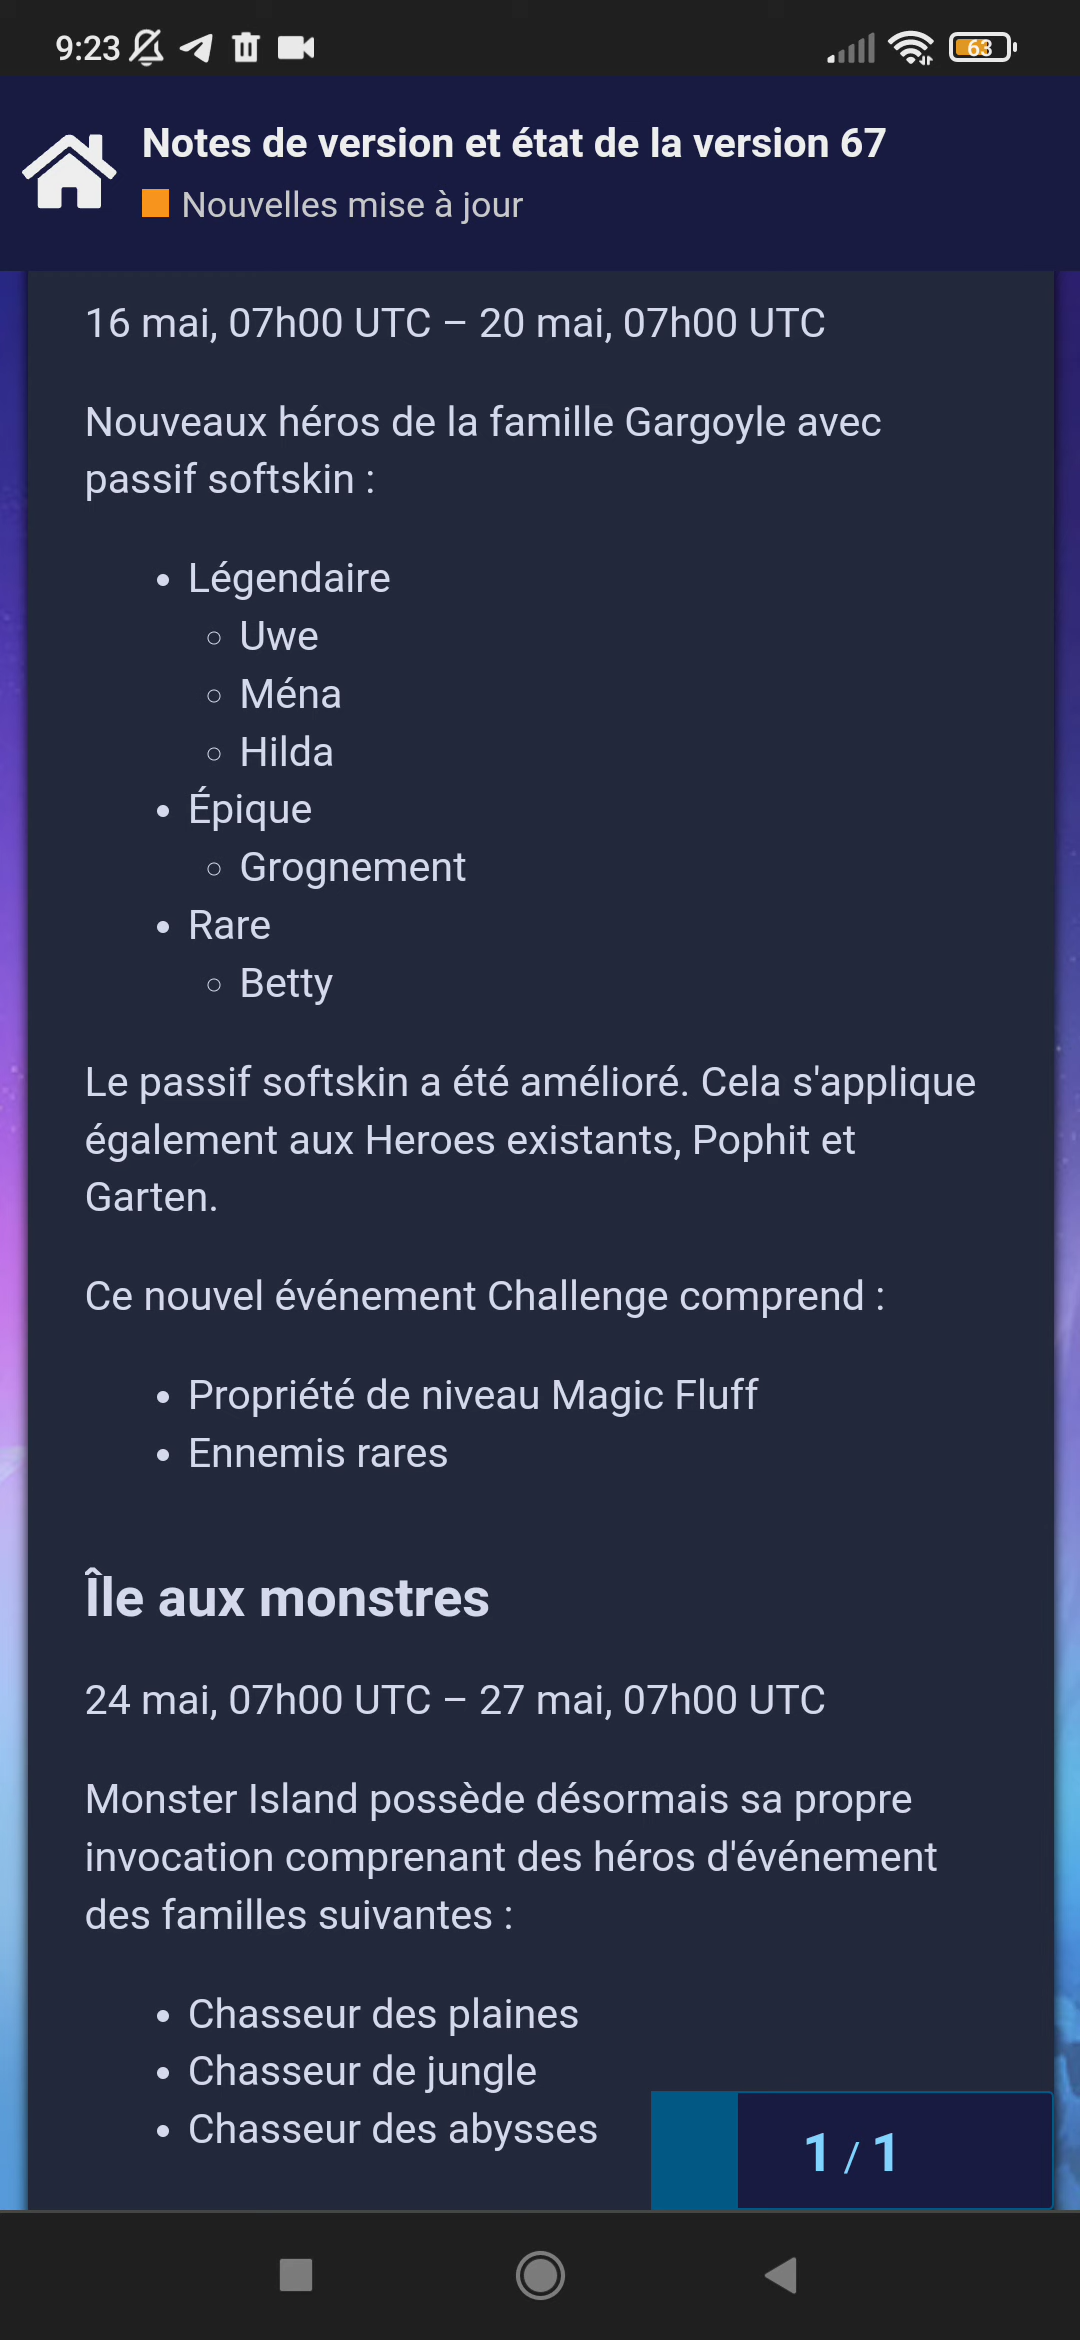 9:23
63
Notes de version et état de la version 67
Nouvelles mise à jour
16 mai, 07h00 UTC – 20 mai, 07h00 UTC
Nouveaux héros de la famille Gargoyle avec
passif softskin :
• Légendaire
◦ Uwe
◦ Ména
◦ Hilda
• Épique
◦ Grognement
• Rare
◦ Betty
Le passif softskin a été amélioré. Cela s'applique
également aux Heroes existants, Pophit et
Garten.
Ce nouvel événement Challenge comprend :
• Propriété de niveau Magic Fluff
• Ennemis rares
Île aux monstres
24 mai, 07h00 UTC – 27 mai, 07h00 UTC
Monster Island possède désormais sa propre
invocation comprenant des héros d'événement
des familles suivantes :
• Chasseur des plaines
• Chasseur de jungle
• Chasseur des abysses
1 / 1